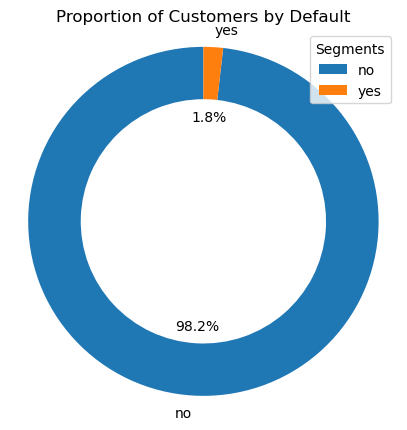 Proportion of Customers by Default
yes
Segments
no
yes
1.8%
98.2%
no